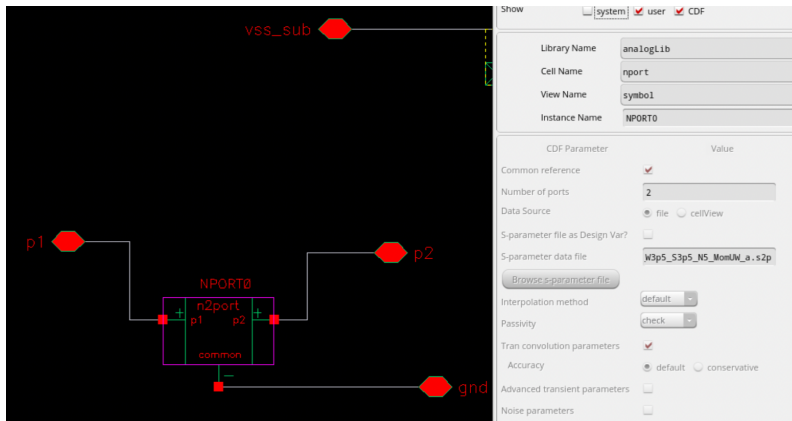 Show system user CDF
vss_sub
Library Name analogLib
Cell Name nport
View Name symbol
Instance Name NPORT0
CDF Parameter Value
Common reference
Number of ports 2
Data Source file cellView
S-parameter file as Design Var?
S-parameter data file W3p5_S3p5_N5_MomUW_a.s2p
Browse s-parameter file
Interpolation method default
Passivity check
Tran convolution parameters
Accuracy default conservative
Advanced transient parameters
Noise parameters
p1
p2
NPORT0
n2port
+ p1 p2 +
common
−
gnd